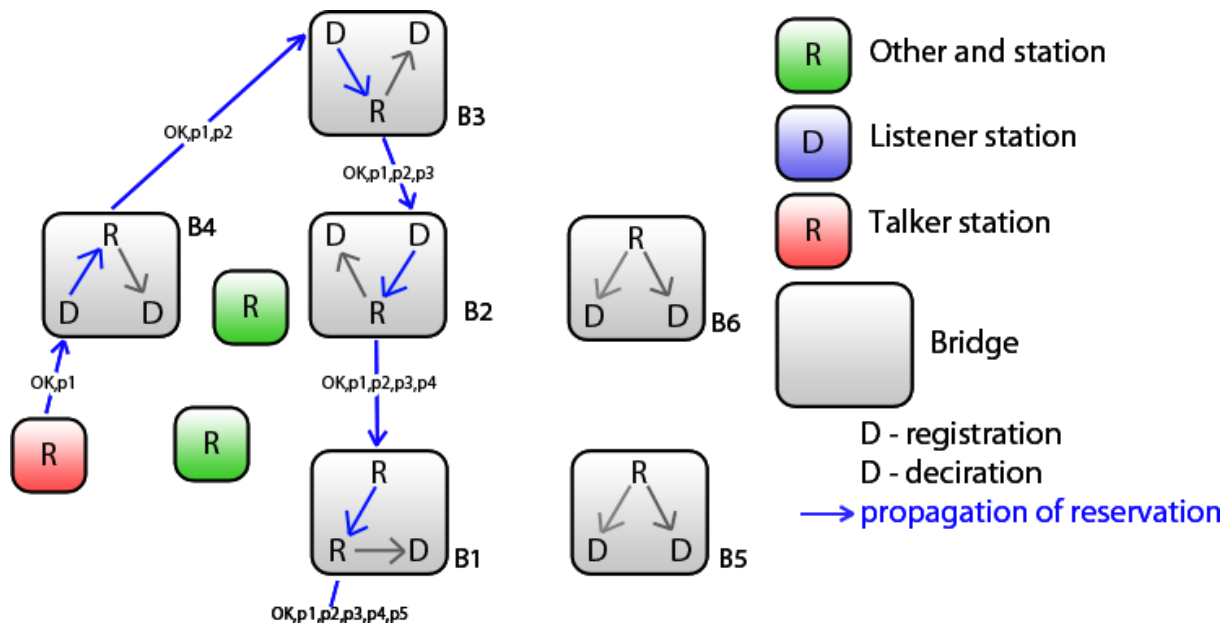 D D
R
B3
R
Other and station
OK,p1,p2
D
Listener station
OK,p1,p2,p3
R
Talker station
R
D D
B4
D D
R
B2
R
R
D D
B6
Bridge
OK,p1
OK,p1,p2,p3,p4
R
R
D - registration
D - deciration
propagation of reservation
R
R D
B1
R
D D
B5
OK,p1,p2,p3,p4,p5